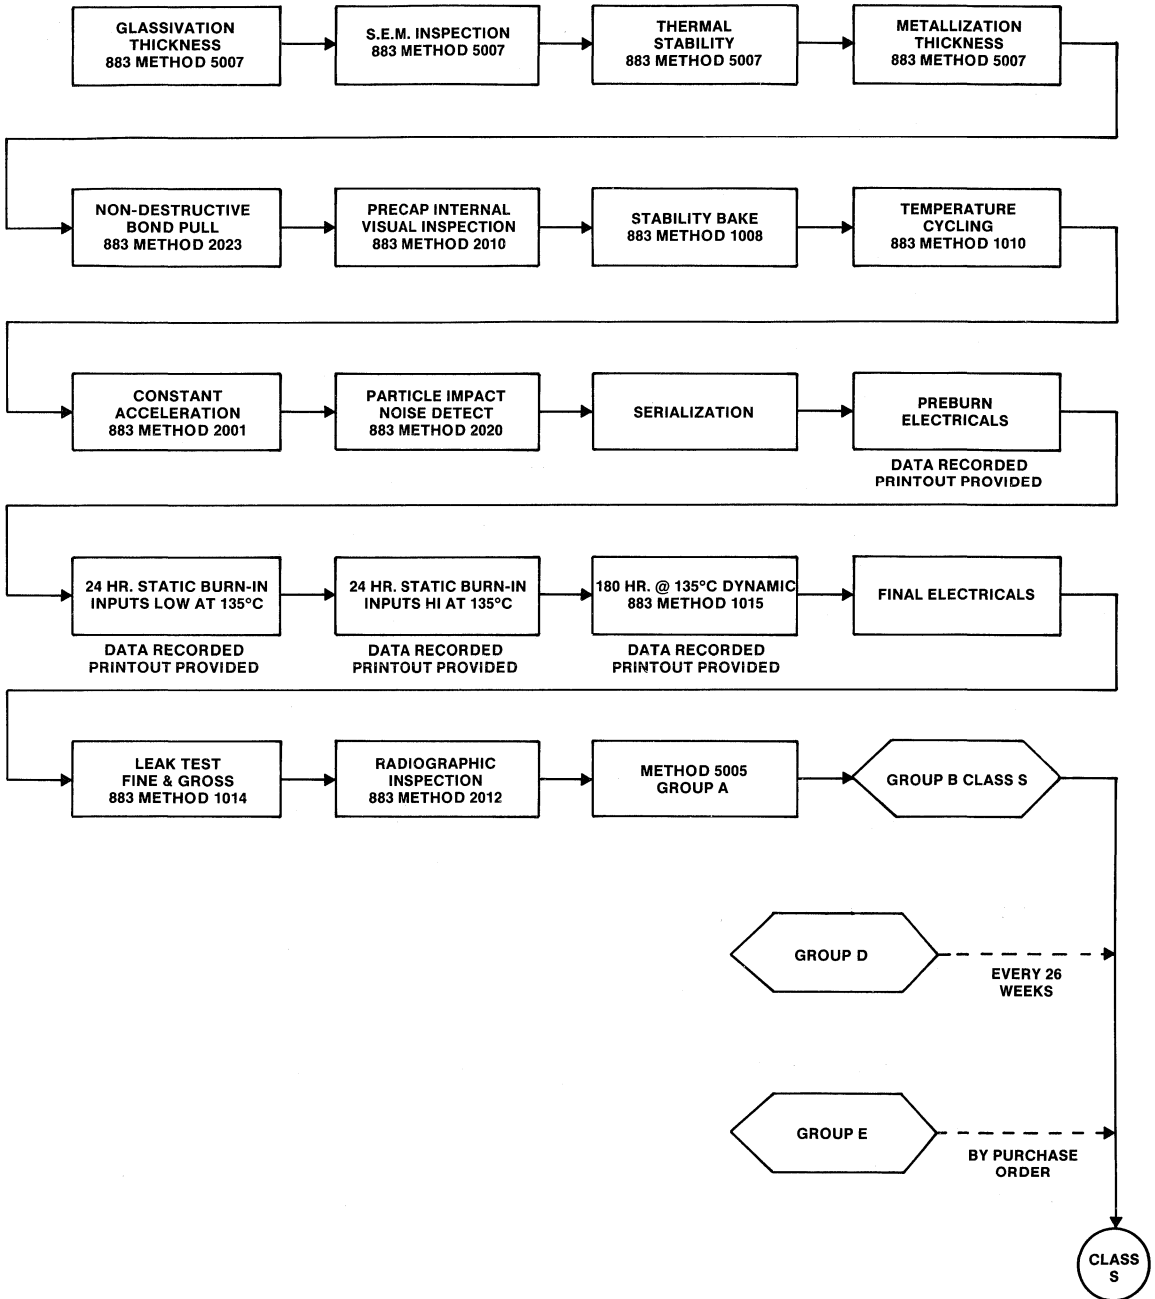 GLASSIVATION
THICKNESS
883 METHOD 5007
S.E.M. INSPECTION
883 METHOD 5007
THERMAL
STABILITY
883 METHOD 5007
METALLIZATION
THICKNESS
883 METHOD 5007
NON-DESTRUCTIVE
BOND PULL
883 METHOD 2023
PRECAP INTERNAL
VISUAL INSPECTION
883 METHOD 2010
STABILITY BAKE
883 METHOD 1008
TEMPERATURE
CYCLING
883 METHOD 1010
CONSTANT
ACCELERATION
883 METHOD 2001
PARTICLE IMPACT
NOISE DETECT
883 METHOD 2020
SERIALIZATION
PREBURN
ELECTRICALS
DATA RECORDED
PRINTOUT PROVIDED
24 HR. STATIC BURN-IN
INPUTS LOW AT 135°C
DATA RECORDED
PRINTOUT PROVIDED
24 HR. STATIC BURN-IN
INPUTS HI AT 135°C
DATA RECORDED
PRINTOUT PROVIDED
180 HR. @ 135°C DYNAMIC
883 METHOD 1015
DATA RECORDED
PRINTOUT PROVIDED
FINAL ELECTRICALS
LEAK TEST
FINE & GROSS
883 METHOD 1014
RADIOGRAPHIC
INSPECTION
883 METHOD 2012
METHOD 5005
GROUP A
GROUP B CLASS S
GROUP D
EVERY 26
WEEKS
GROUP E
BY PURCHASE
ORDER
CLASS
S